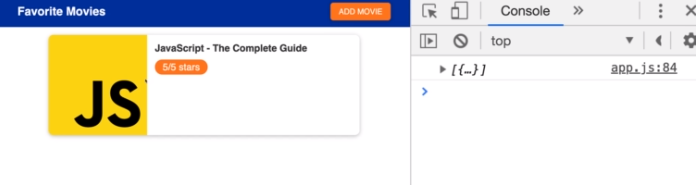 Favorite Movies
ADD MOVIE
JavaScript - The Complete Guide
5/5 stars
JS
Console »
top
[{…}] app.js:84